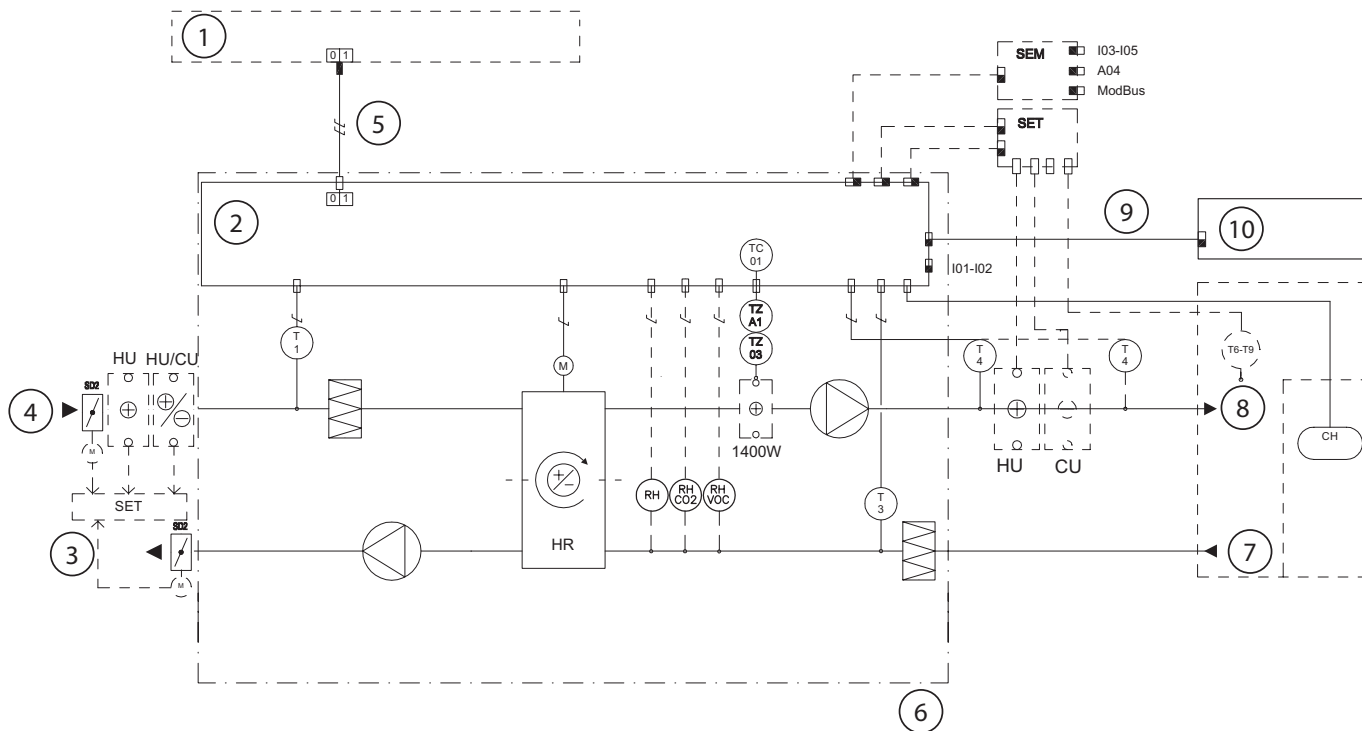 1
0 1
5
SEM
I03-I05
A04
ModBus
SET
0 1
2
9
10
TC
01
I01-I02
T
1
TZ
A1
TZ
03
M
T
4
T
4
T6-T9
HU
HU/CU
SD2
4
M
8
CH
1400W
HU
CU
SET
RH
RH
CO2
RH
VOC
T
3
SD2
3
HR
7
M
6